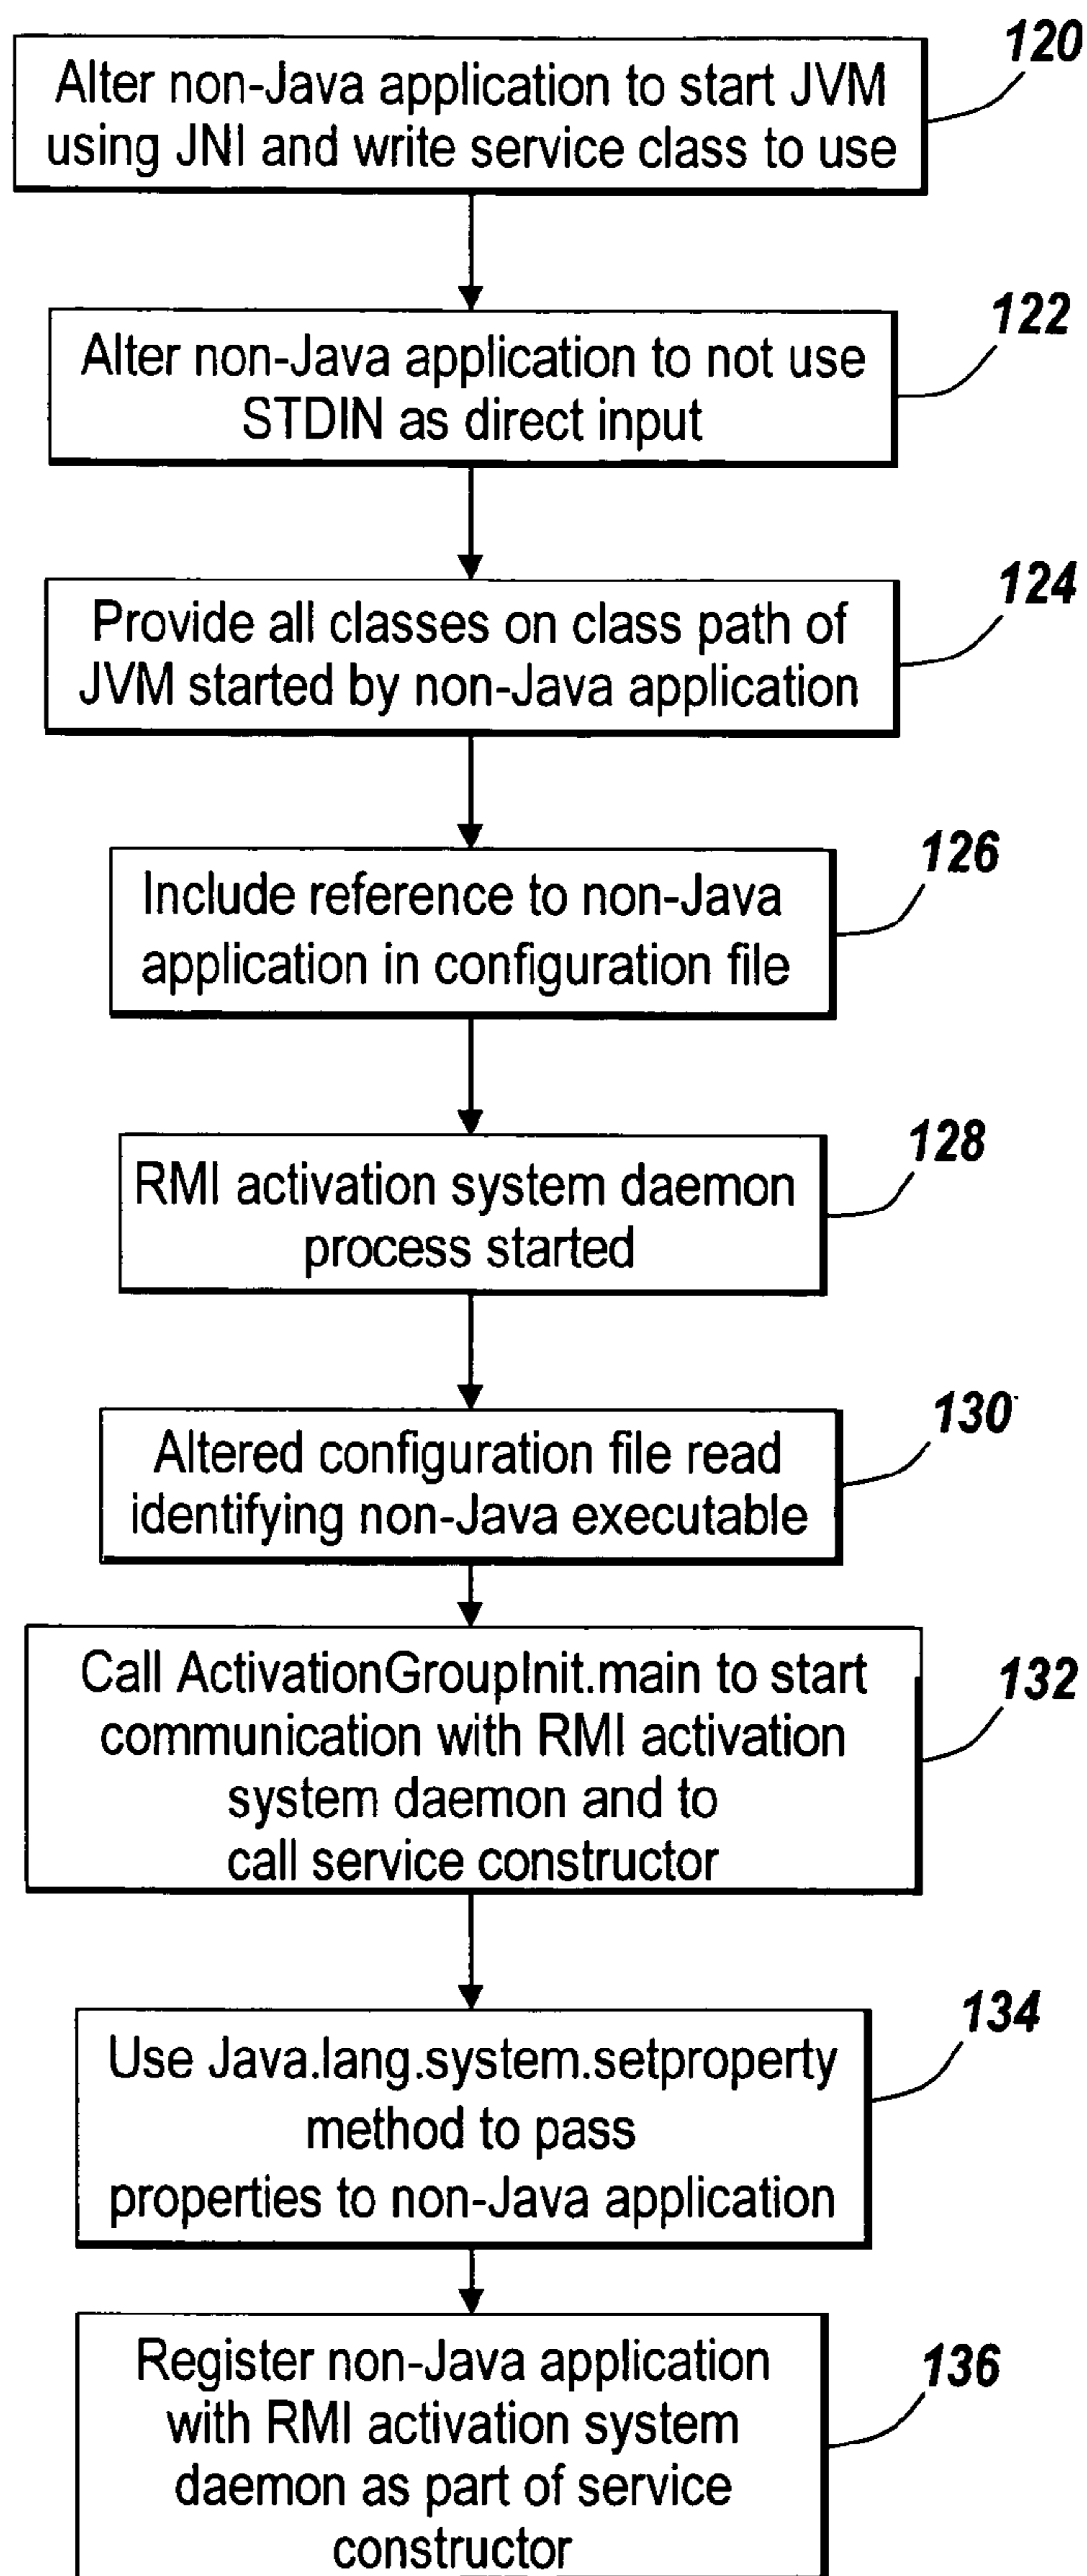 120
Alter non-Java application to start JVM
using JNI and write service class to use
122
Alter non-Java application to not use
STDIN as direct input
124
Provide all classes on class path of
JVM started by non-Java application
126
Include reference to non-Java
application in configuration file
128
RMI activation system daemon
process started
130
Altered configuration file read
identifying non-Java executable
132
Call ActivationGroupInit.main to start
communication with RMI activation
system daemon and to
call service constructor
134
Use Java.lang.system.setproperty
method to pass
properties to non-Java application
136
Register non-Java application
with RMI activation system
daemon as part of service
constructor